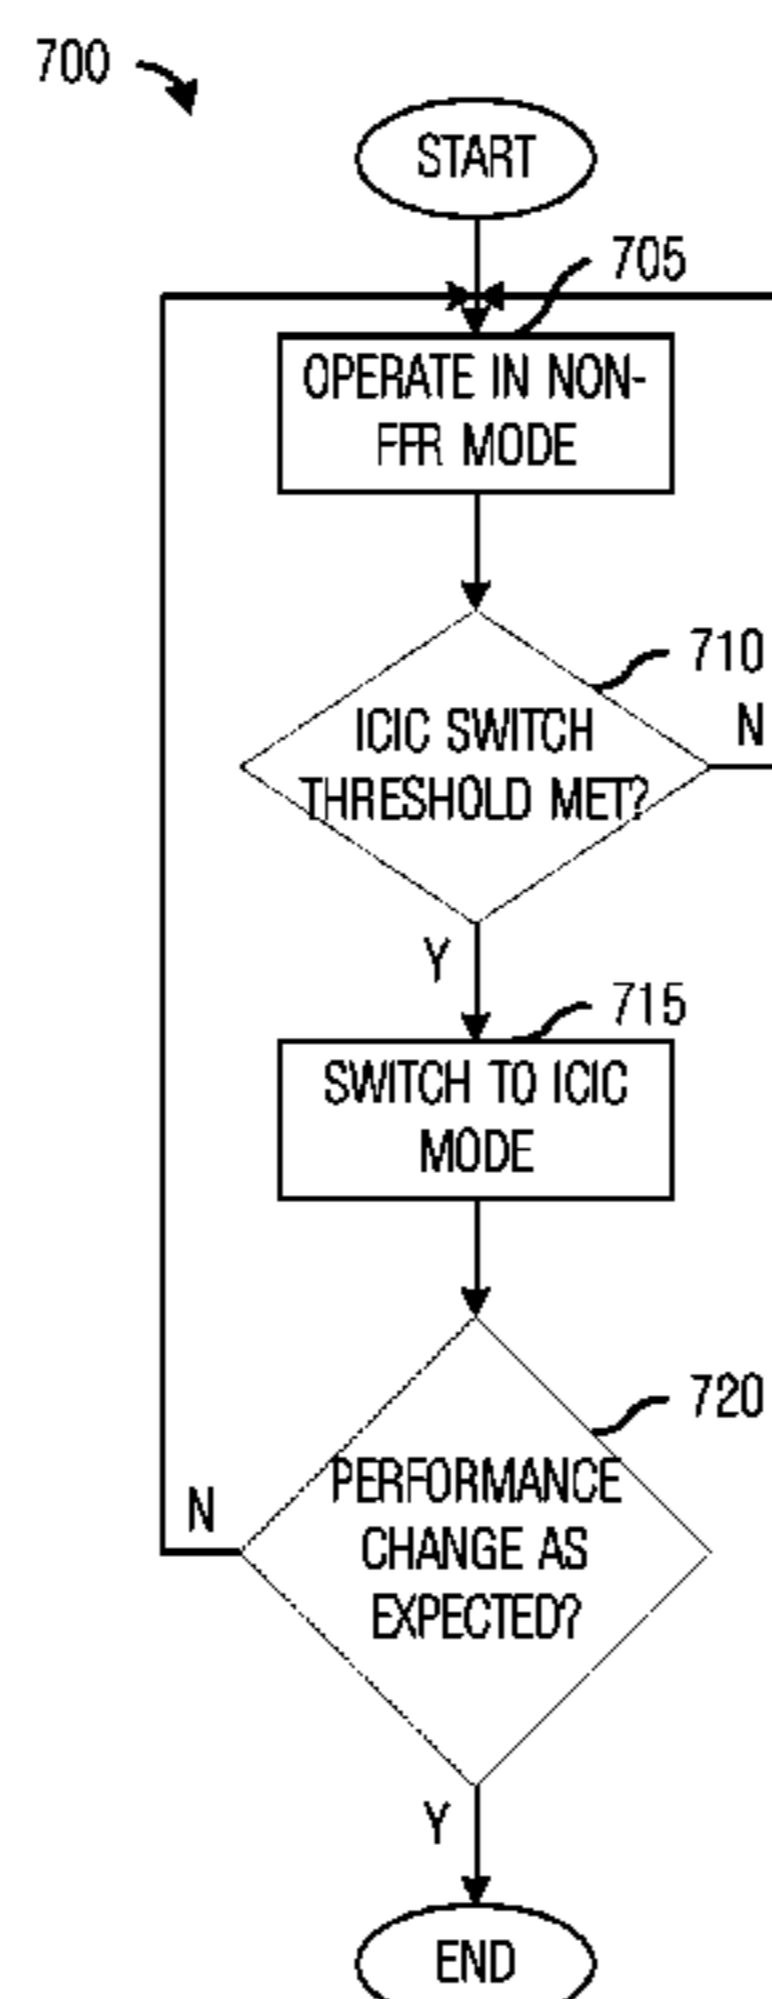 700
START
705
OPERATE IN NON-
FFR MODE
710
N
ICIC SWITCH
THRESHOLD MET?
Y
715
SWITCH TO ICIC
MODE
720
PERFORMANCE
N
CHANGE AS
EXPECTED?
Y
END